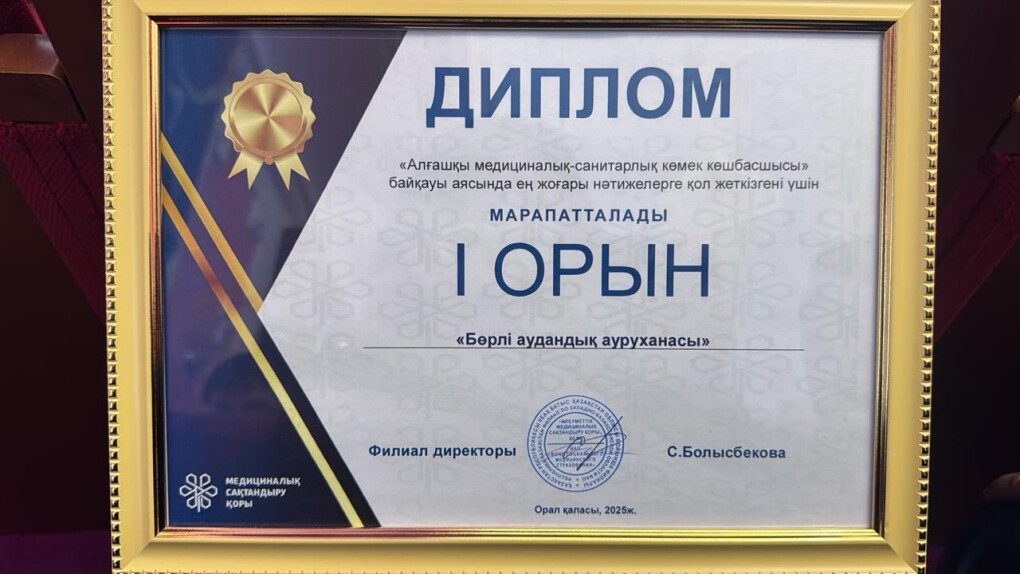 ДИПЛОМ
«Алғашқы медициналық-санитарлық көмек көшбасшысы»
байқауы аясында ең жоғары нәтижелерге қол жеткізгені үшін
МАРАПАТТАЛАДЫ
І ОРЫН
«Бөрлі аудандық ауруханасы»
Филиал директоры
С.Болысбекова
МЕДИЦИНАЛЫҚ
САҚТАНДЫРУ
ҚОРЫ
Орал қаласы, 2025ж.